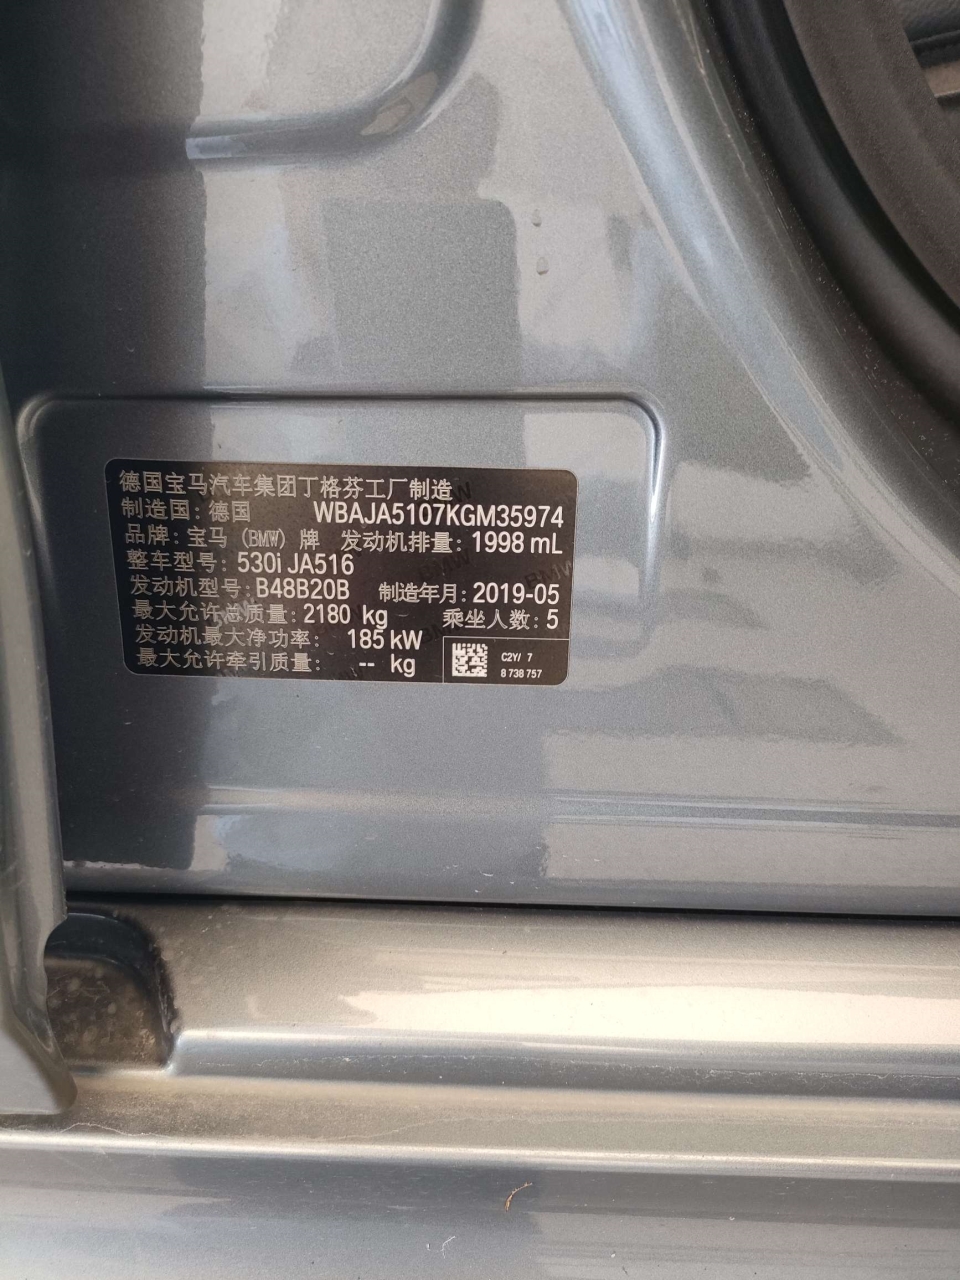 德国宝马汽车集团丁格芬工厂制造
制造国: 德国 WBAJA5107KGM35974
品牌: 宝马 (BMW) 牌 发动机排量: 1998 mL
整车型号: 530i JA516
发动机型号: B48B20B 制造年月: 2019-05
最大允许总质量: 2180 kg 乘坐人数: 5
发动机最大净功率: 185 kW
最大允许牵引质量: -- kg
C2Y/ 7
8 738 757